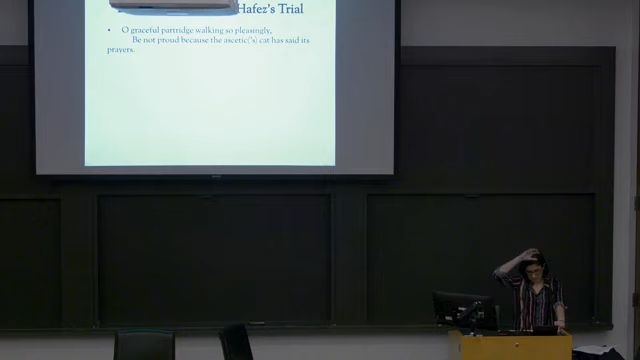 Hafez's Trial
• O graceful partridge walking so pleasingly,
Be not proud because the ascetic('s) cat has said its
prayers.